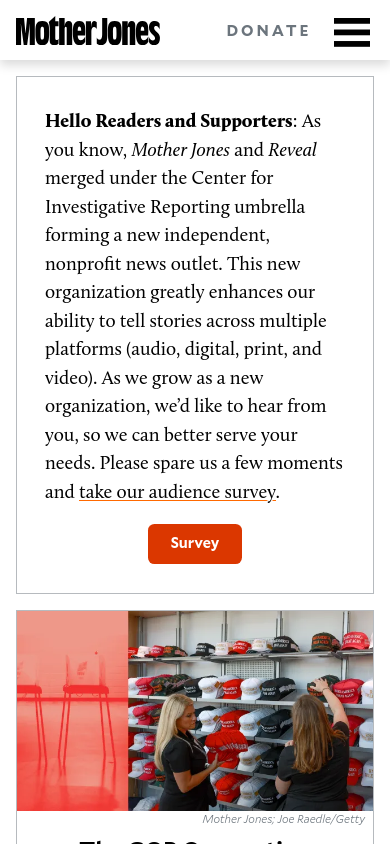 Mother Jones
DONATE
Hello Readers and Supporters: As
you know, Mother Jones and Reveal
merged under the Center for
Investigative Reporting umbrella
forming a new independent,
nonprofit news outlet. This new
organization greatly enhances our
ability to tell stories across multiple
platforms (audio, digital, print, and
video). As we grow as a new
organization, we’d like to hear from
you, so we can better serve your
needs. Please spare us a few moments
and take our audience survey.
Survey
Mother Jones; Joe Raedle/Getty